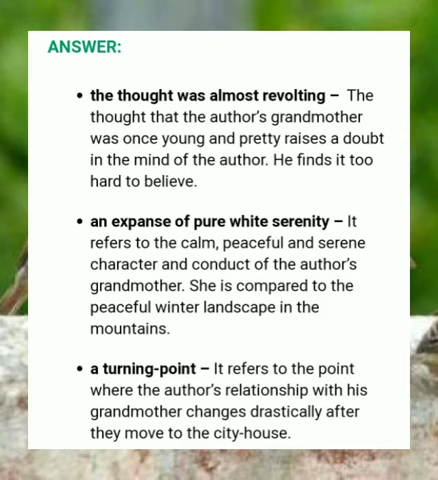 ANSWER:
• the thought was almost revolting – The
thought that the author's grandmother
was once young and pretty raises a doubt
in the mind of the author. He finds it too
hard to believe.
• an expanse of pure white serenity – It
refers to the calm, peaceful and serene
character and conduct of the author's
grandmother. She is compared to the
peaceful winter landscape in the
mountains.
• a turning-point – It refers to the point
where the author's relationship with his
grandmother changes drastically after
they move to the city-house.